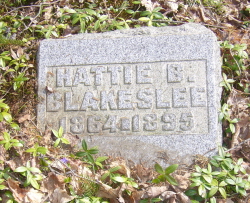 HATTIE B.
BLAKESLEE
1864-1895